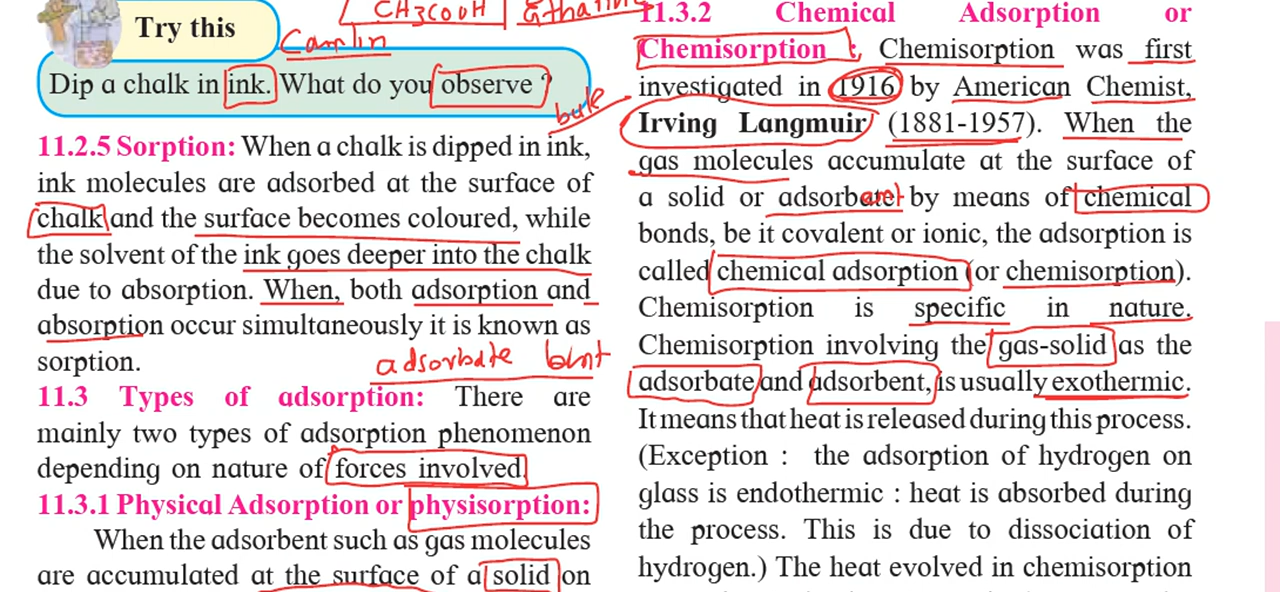 CH3COOH
Try this
Camlin
Dip a chalk in ink. What do you observe ?
bule
11.2.5 Sorption: When a chalk is dipped in ink,
ink molecules are adsorbed at the surface of
chalk and the surface becomes coloured, while
the solvent of the ink goes deeper into the chalk
due to absorption. When, both adsorption and
absorption occur simultaneously it is known as
sorption.
adsorbate
11.3 Types of adsorption: There are
mainly two types of adsorption phenomenon
depending on nature of forces involved.
11.3.1 Physical Adsorption or physisorption:
When the adsorbent such as gas molecules
are accumulated at the surface of a solid on
11.3.2 Chemical Adsorption or
Chemisorption : Chemisorption was first
investigated in 1916 by American Chemist,
Irving Langmuir (1881-1957). When the
gas molecules accumulate at the surface of
a solid or adsorbate by means of chemical
bonds, be it covalent or ionic, the adsorption is
called chemical adsorption (or chemisorption).
Chemisorption is specific in nature.
Chemisorption involving the gas-solid as the
adsorbate and adsorbent, is usually exothermic.
It means that heat is released during this process.
(Exception : the adsorption of hydrogen on
glass is endothermic : heat is absorbed during
the process. This is due to dissociation of
hydrogen.) The heat evolved in chemisorption